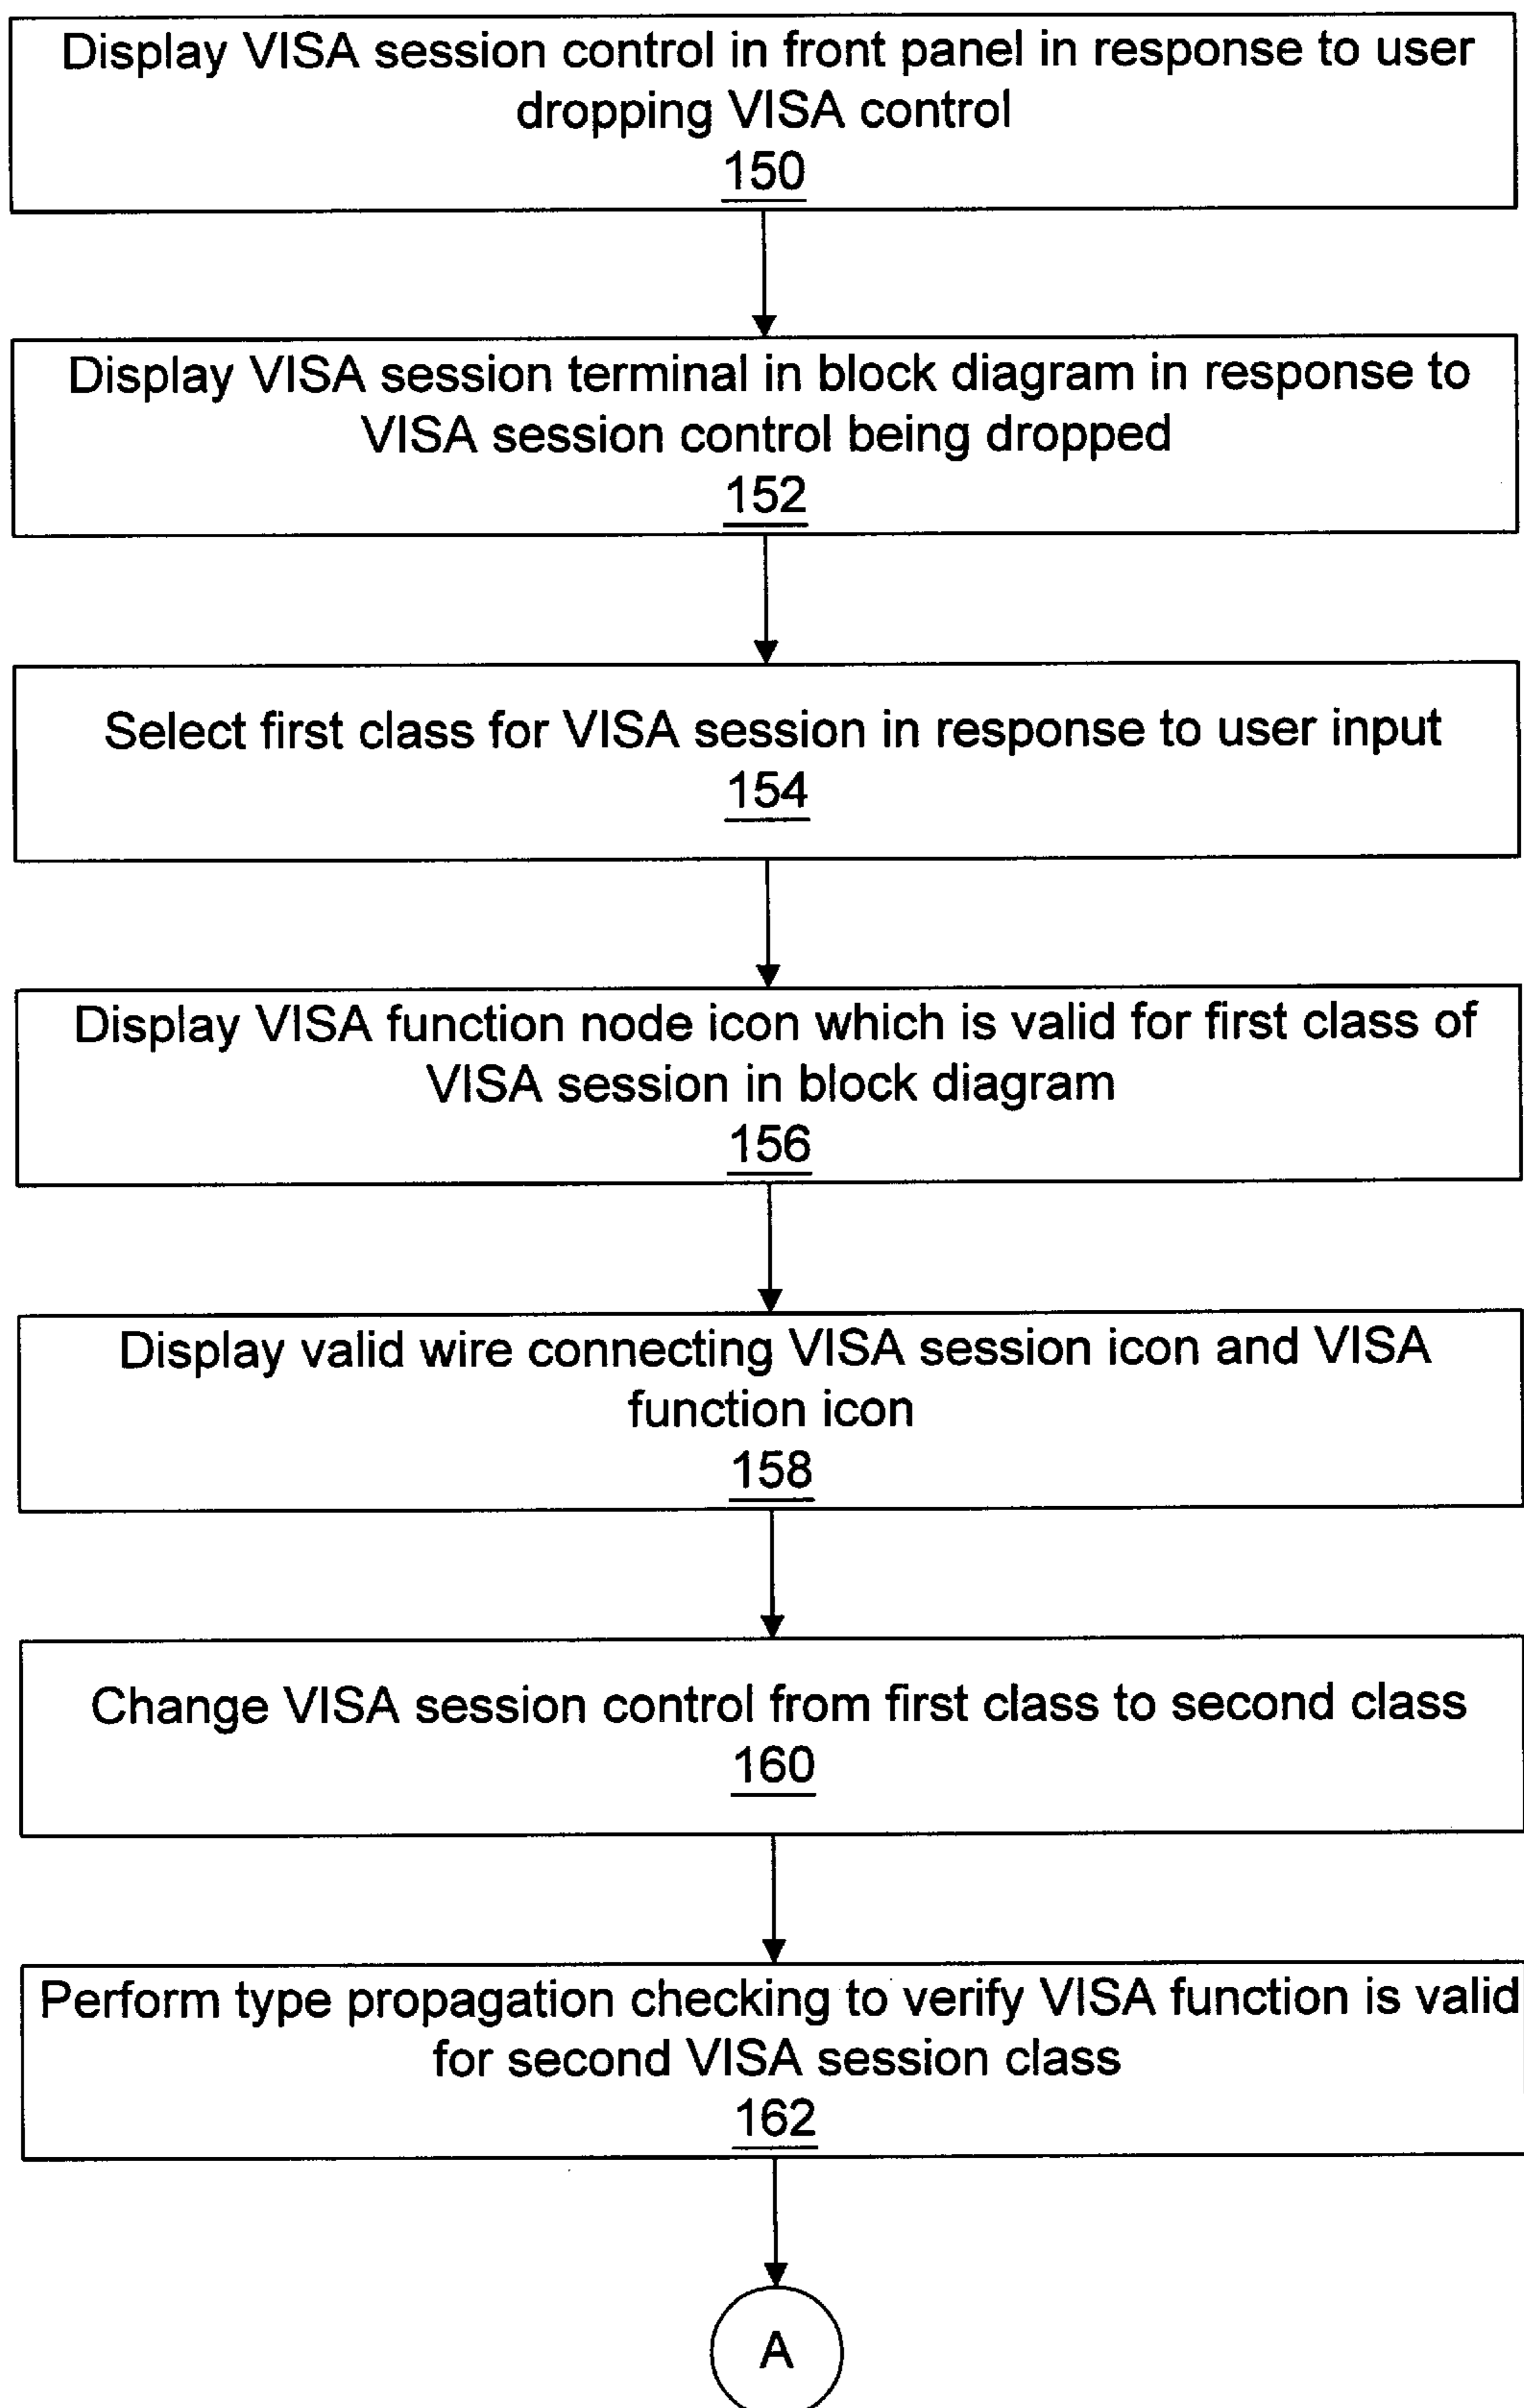 Display VISA session control in front panel in response to user
dropping VISA control
150
Display VISA session terminal in block diagram in response to
VISA session control being dropped
152
Select first class for VISA session in response to user input
154
Display VISA function node icon which is valid for first class of
VISA session in block diagram
156
Display valid wire connecting VISA session icon and VISA
function icon
158
Change VISA session control from first class to second class
160
Perform type propagation checking to verify VISA function is valid
for second VISA session class
162
A